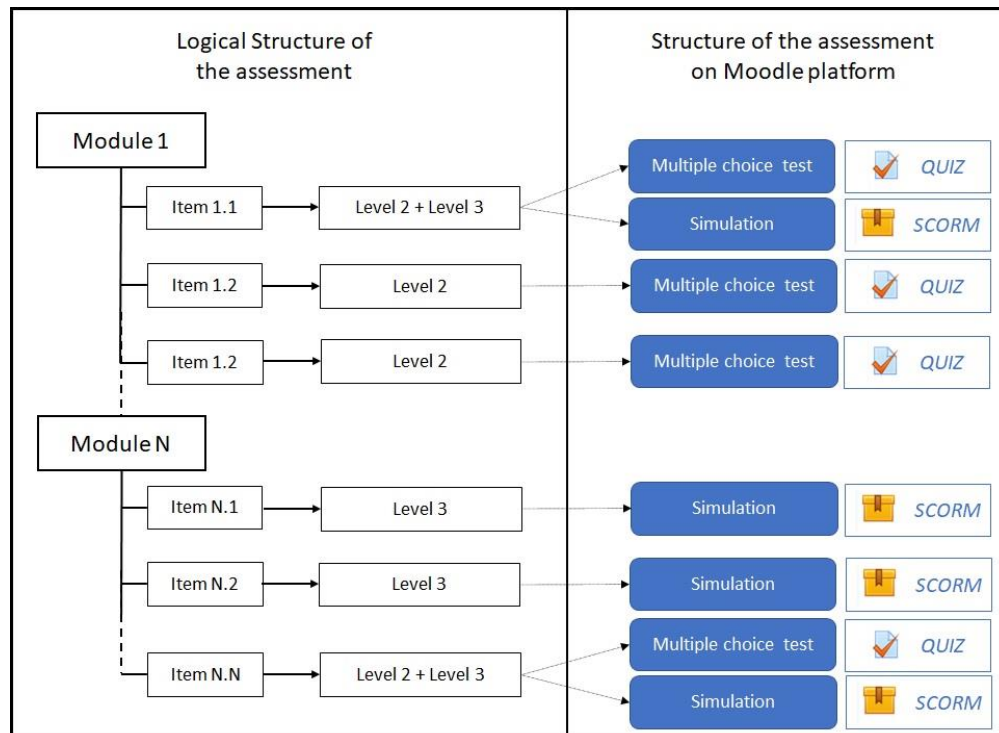 Logical Structure of
the assessment
Structure of the assessment
on Moodle platform
Module 1
Item 1.1
Level 2 + Level 3
Multiple choice test
QUIZ
Simulation
SCORM
Item 1.2
Level 2
Multiple choice test
QUIZ
Item 1.2
Level 2
Multiple choice test
QUIZ
Module N
Item N.1
Level 3
Simulation
SCORM
Item N.2
Level 3
Simulation
SCORM
Item N.N
Level 2 + Level 3
Multiple choice test
QUIZ
Simulation
SCORM